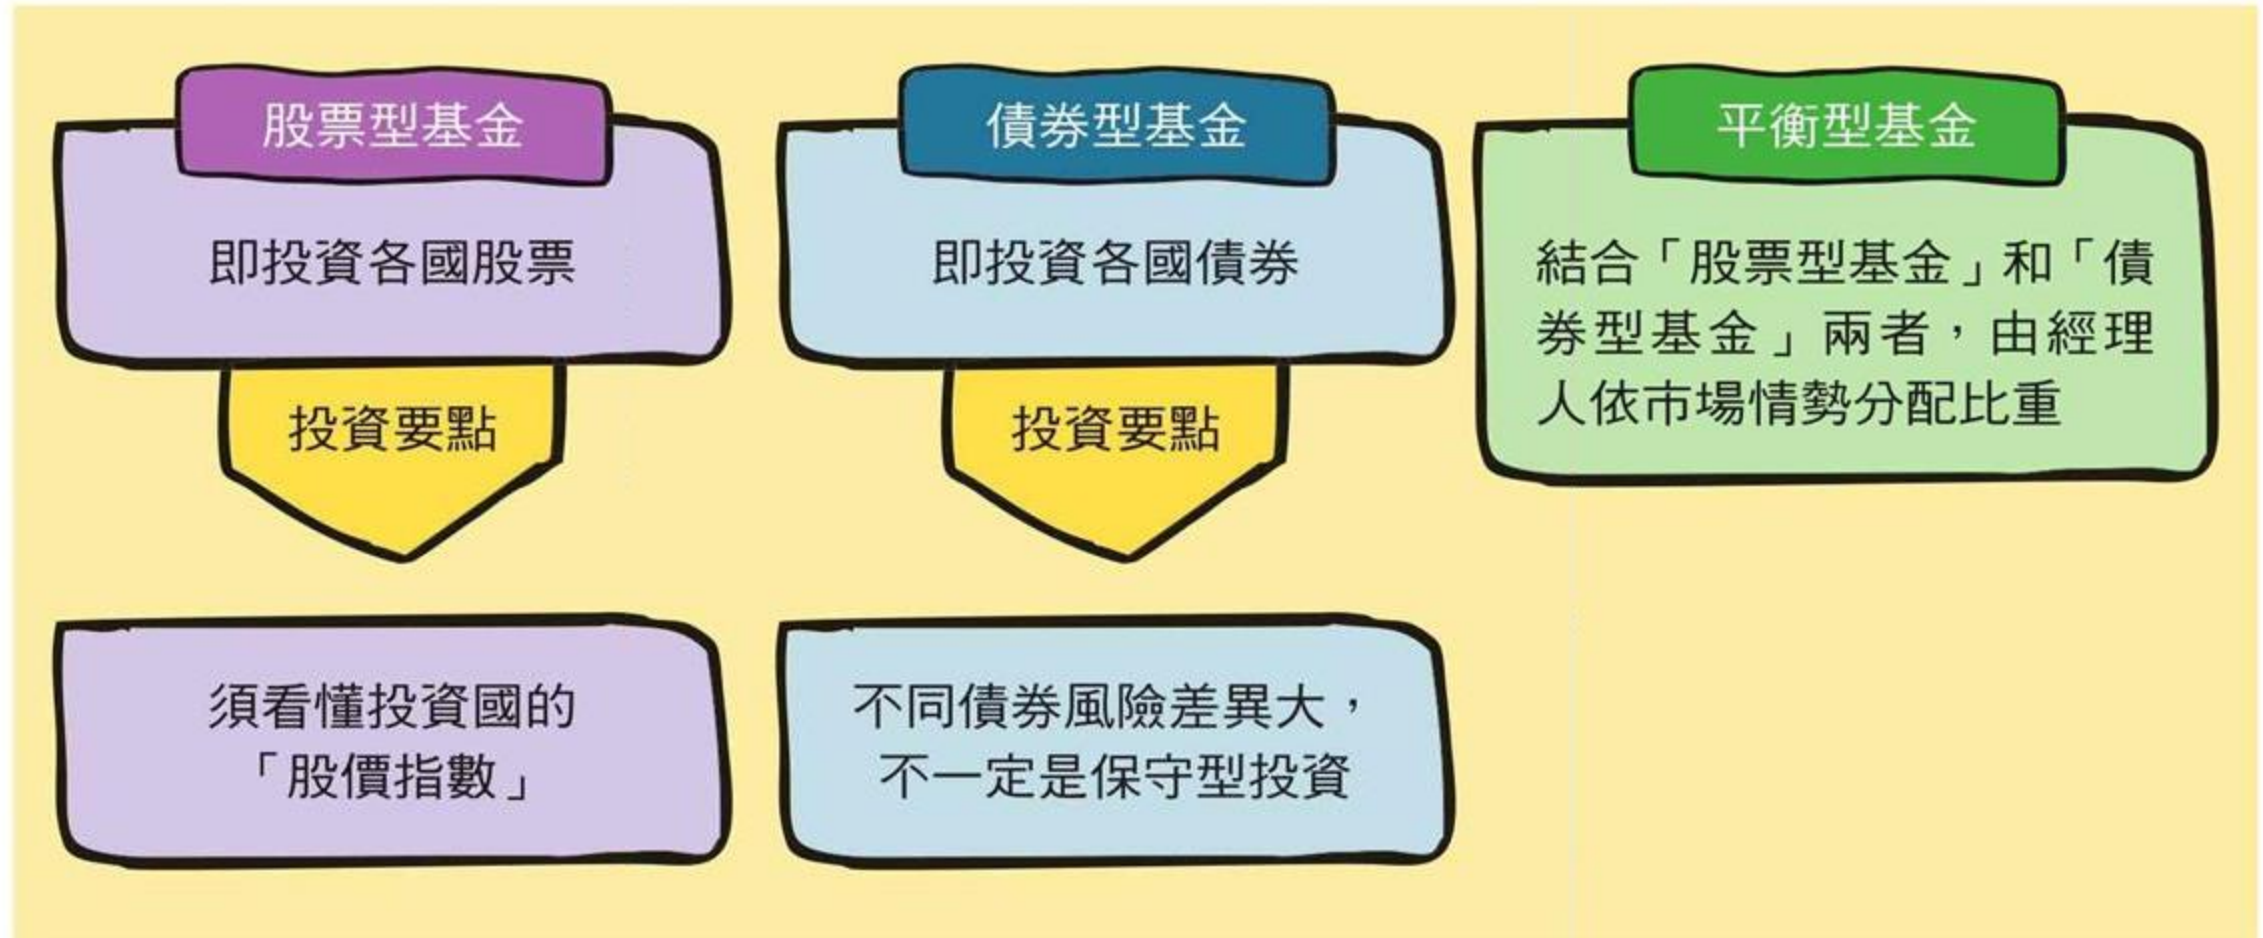 股票型基金
即投資各國股票
投資要點
須看懂投資國的
「股價指數」
債券型基金
即投資各國債券
投資要點
不同債券風險差異大，
不一定是保守型投資
平衡型基金
結合「股票型基金」和「債
券型基金」兩者，由經理
人依市場情勢分配比重